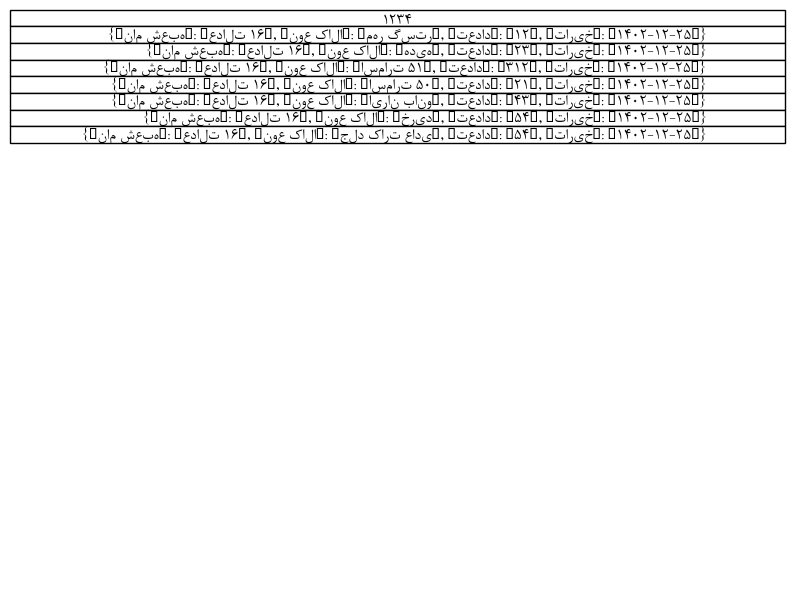 ۱۲۳۴
{▯نام شعبه▯: ▯عدالت ۱۶▯, ▯نوع کالا▯: ▯مهر گستر▯, ▯تعداد▯: ▯۱۲▯, ▯تاریخ▯: ▯۱۴۰۲-۱۲-۲۵▯}
{▯نام شعبه▯: ▯عدالت ۱۶▯, ▯نوع کالا▯: ▯هدیه▯, ▯تعداد▯: ▯۲۳▯, ▯تاریخ▯: ▯۱۴۰۲-۱۲-۲۵▯}
{▯نام شعبه▯: ▯عدالت ۱۶▯, ▯نوع کالا▯: ▯اسمارت ۵۱▯, ▯تعداد▯: ▯۳۱۲▯, ▯تاریخ▯: ▯۱۴۰۲-۱۲-۲۵▯}
{▯نام شعبه▯: ▯عدالت ۱۶▯, ▯نوع کالا▯: ▯اسمارت ۵۰▯, ▯تعداد▯: ▯۲۱▯, ▯تاریخ▯: ▯۱۴۰۲-۱۲-۲۵▯}
{▯نام شعبه▯: ▯عدالت ۱۶▯, ▯نوع کالا▯: ▯ایران بانو▯, ▯تعداد▯: ▯۴۳▯, ▯تاریخ▯: ▯۱۴۰۲-۱۲-۲۵▯}
{▯نام شعبه▯: ▯عدالت ۱۶▯, ▯نوع کالا▯: ▯خرید▯, ▯تعداد▯: ▯۵۴▯, ▯تاریخ▯: ▯۱۴۰۲-۱۲-۲۵▯}
{▯نام شعبه▯: ▯عدالت ۱۶▯, ▯نوع کالا▯: ▯جلد کارت عادی▯, ▯تعداد▯: ▯۵۴▯, ▯تاریخ▯: ▯۱۴۰۲-۱۲-۲۵▯}